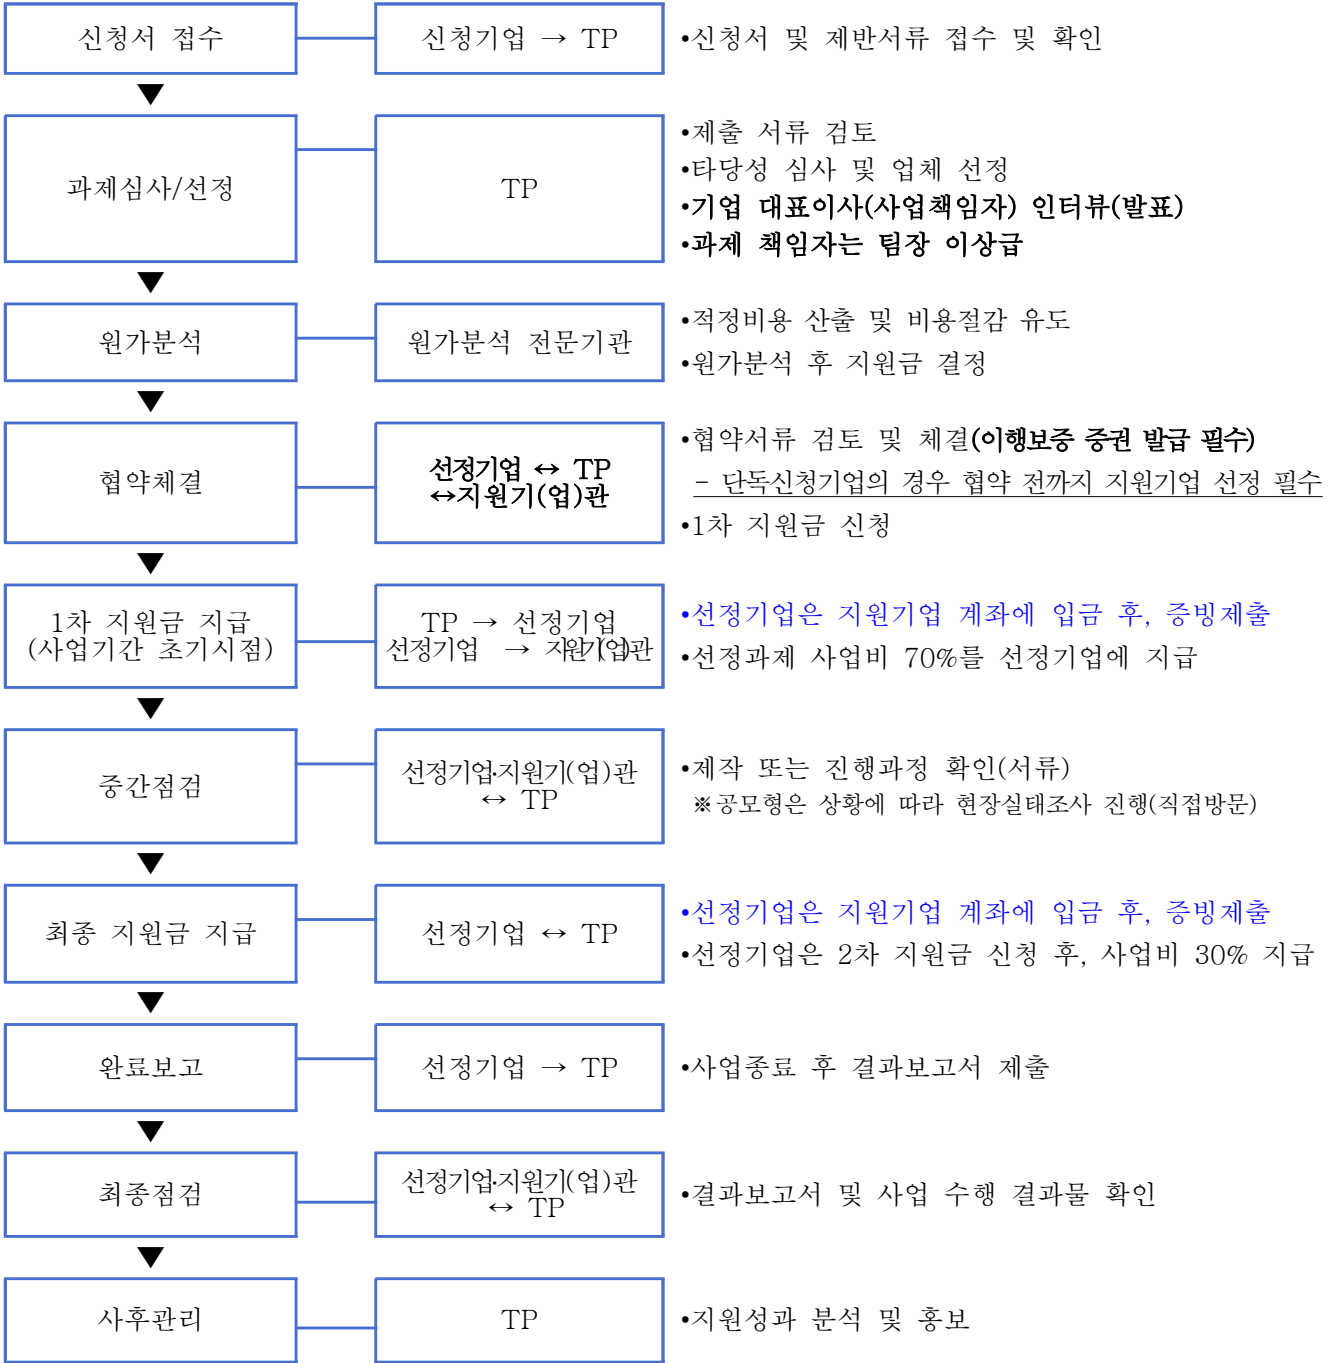 신청서 접수
신청기업 → TP
•신청서 및 제반서류 접수 및 확인
▼
과제심사/선정
TP
•제출 서류 검토
•타당성 심사 및 업체 선정
•기업 대표이사(사업책임자) 인터뷰(발표)
•과제 책임자는 팀장 이상급
▼
원가분석
원가분석 전문기관
•적정비용 산출 및 비용절감 유도
•원가분석 후 지원금 결정
▼
협약체결
선정기업 ↔ TP
↔지원기(업)관
•협약서류 검토 및 체결(이행보증 증권 발급 필수)
- 단독신청기업의 경우 협약 전까지 지원기업 선정 필수
•1차 지원금 신청
▼
1차 지원금 지급
(사업기간 초기시점)
TP → 선정기업
선정기업 → 지원기(업)관
•선정기업은 지원기업 계좌에 입금 후, 증빙제출
•선정과제 사업비 70%를 선정기업에 지급
▼
중간점검
선정기업·지원기(업)관
↔ TP
•제작 또는 진행과정 확인(서류)
※공모형은 상황에 따라 현장실태조사 진행(직접방문)
▼
최종 지원금 지급
선정기업 ↔ TP
•선정기업은 지원기업 계좌에 입금 후, 증빙제출
•선정기업은 2차 지원금 신청 후, 사업비 30% 지급
▼
완료보고
선정기업 → TP
•사업종료 후 결과보고서 제출
▼
최종점검
선정기업·지원기(업)관
↔ TP
•결과보고서 및 사업 수행 결과물 확인
▼
사후관리
TP
•지원성과 분석 및 홍보